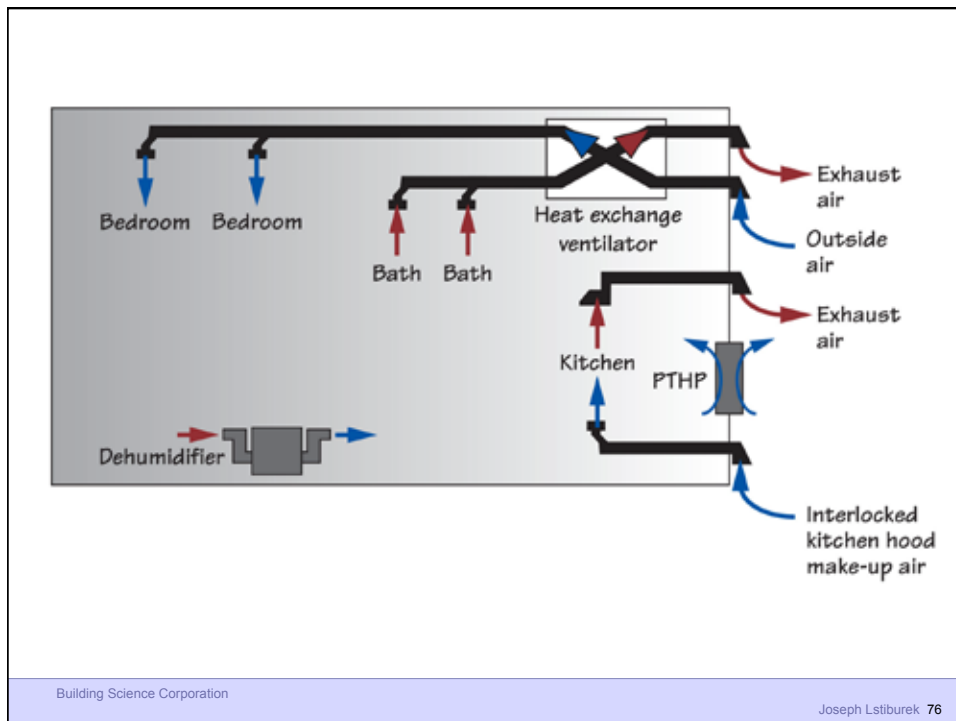 Exhaust
air
Bedroom Bedroom
Heat exchange
ventilator
Outside
air
Bath Bath
Exhaust
air
Kitchen
PTHP
Dehumidifier
Interlocked
kitchen hood
make-up air
Building Science Corporation
Joseph Lstiburek 76